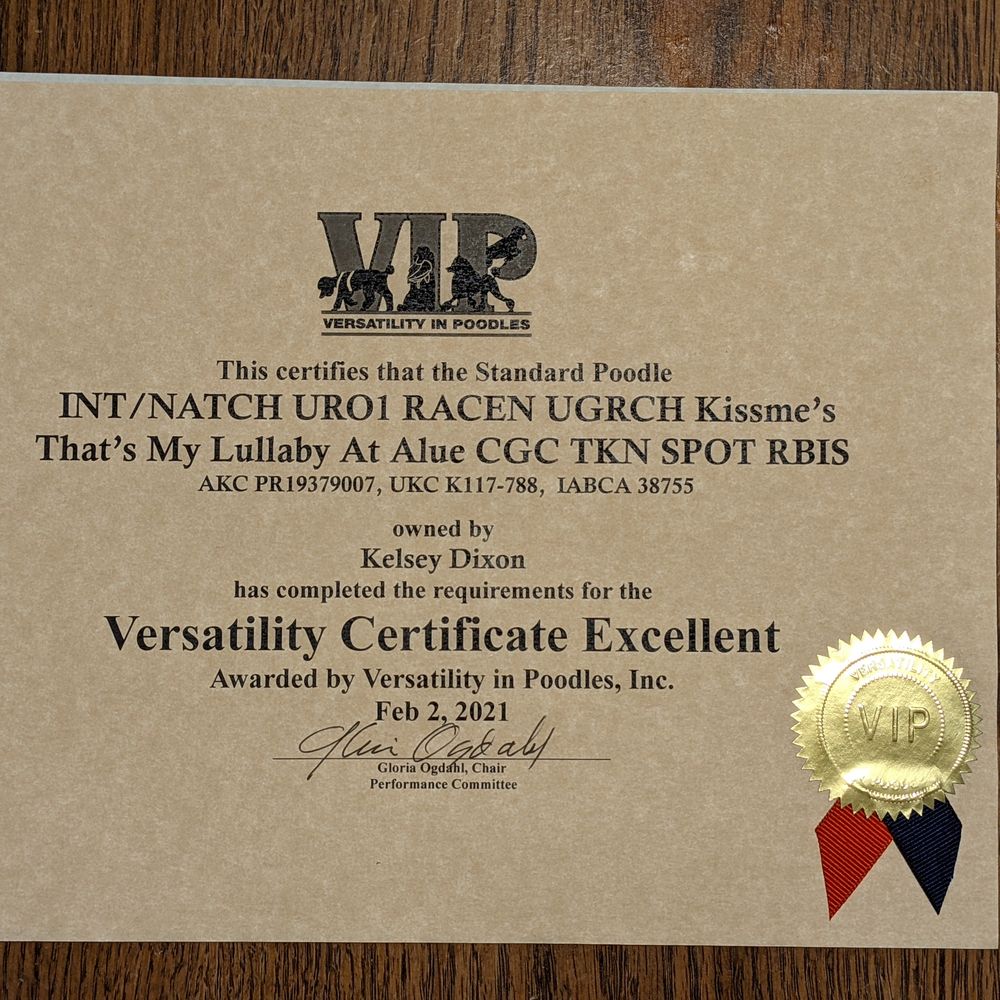 VIP
VERSATILITY IN POODLES
This certifies that the Standard Poodle
INT/NATCH URO1 RACEN UGRCH Kissme's
That's My Lullaby At Alue CGC TKN SPOT RBIS
AKC PR19379007, UKC K117-788, IABCA 38755
owned by
Kelsey Dixon
has completed the requirements for the
Versatility Certificate Excellent
Awarded by Versatility in Poodles, Inc.
Feb 2, 2021
Gloria Ogdahl
Gloria Ogdahl, Chair
Performance Committee
VERSATILITY
VIP